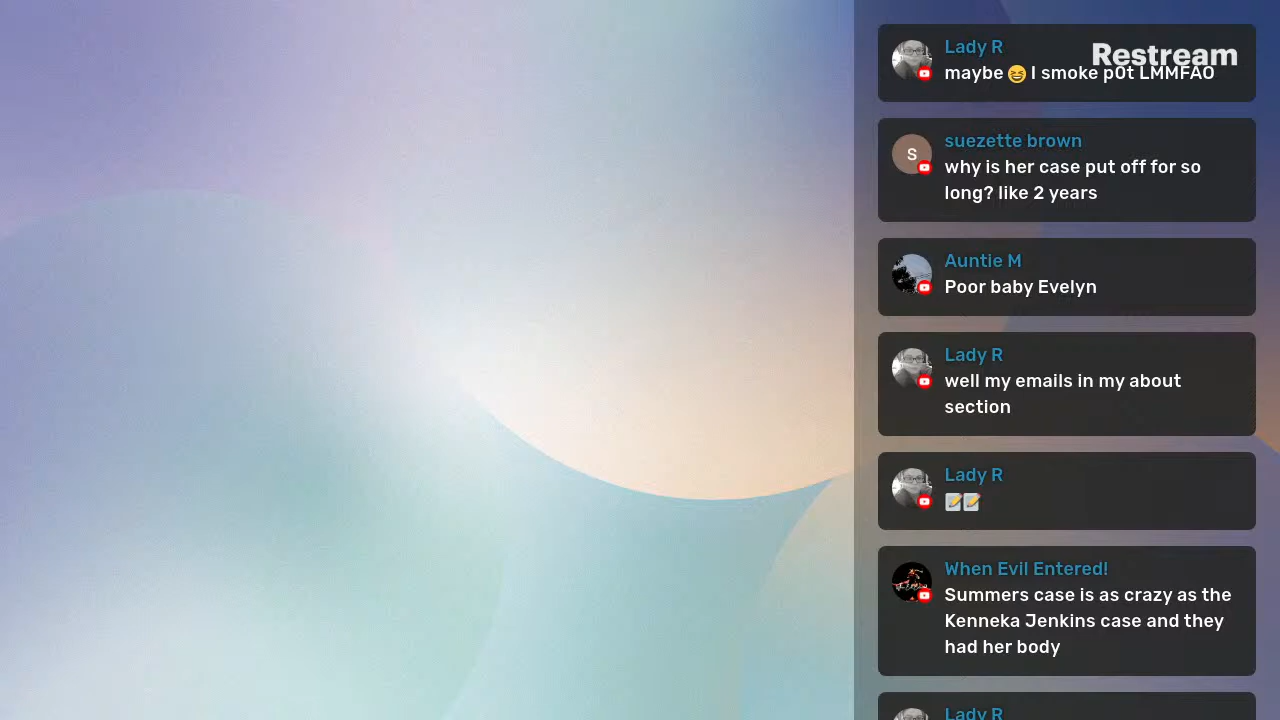 Restream
Lady R
maybe 😆 I smoke p0t LMMFAO
suezette brown
S
why is her case put off for so
long? like 2 years
Auntie M
Poor baby Evelyn
Lady R
well my emails in my about
section
Lady R
📝📝
When Evil Entered!
Summers case is as crazy as the
Kenneka Jenkins case and they
had her body
Lady R